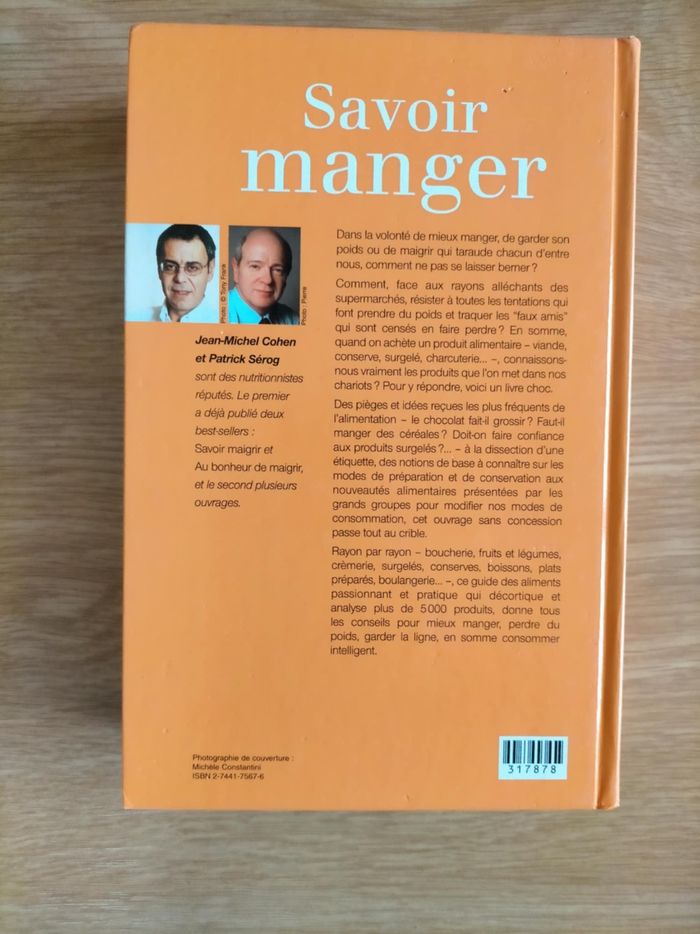 Savoir
manger
Photo : © Tony Frank
Photo : Pierre
Jean-Michel Cohen
et Patrick Sérog
sont des nutritionnistes
réputés. Le premier
a déjà publié deux
best-sellers :
Savoir maigrir et
Au bonheur de maigrir,
et le second plusieurs
ouvrages.
Dans la volonté de mieux manger, de garder son
poids ou de maigrir qui taraude chacun d'entre
nous, comment ne pas se laisser berner ?
Comment, face aux rayons alléchants des
supermarchés, résister à toutes les tentations qui
font prendre du poids et traquer les "faux amis"
qui sont censés en faire perdre ? En somme,
quand on achète un produit alimentaire – viande,
conserve, surgelé, charcuterie... –, connaissons-
nous vraiment les produits que l'on met dans nos
chariots ? Pour y répondre, voici un livre choc.
Des pièges et idées reçues les plus fréquents de
l'alimentation – le chocolat fait-il grossir ? Faut-il
manger des céréales ? Doit-on faire confiance
aux produits surgelés ?... – à la dissection d'une
étiquette, des notions de base à connaître sur les
modes de préparation et de conservation aux
nouveautés alimentaires présentées par les
grands groupes pour modifier nos modes de
consommation, cet ouvrage sans concession
passe tout au crible.
Rayon par rayon – boucherie, fruits et légumes,
crèmerie, surgelés, conserves, boissons, plats
préparés, boulangerie... –, ce guide des aliments
passionnant et pratique qui décortique et
analyse plus de 5 000 produits, donne tous
les conseils pour mieux manger, perdre du
poids, garder la ligne, en somme consommer
intelligent.
Photographie de couverture :
Michèle Constantini
ISBN 2-7441-7567-6
317878